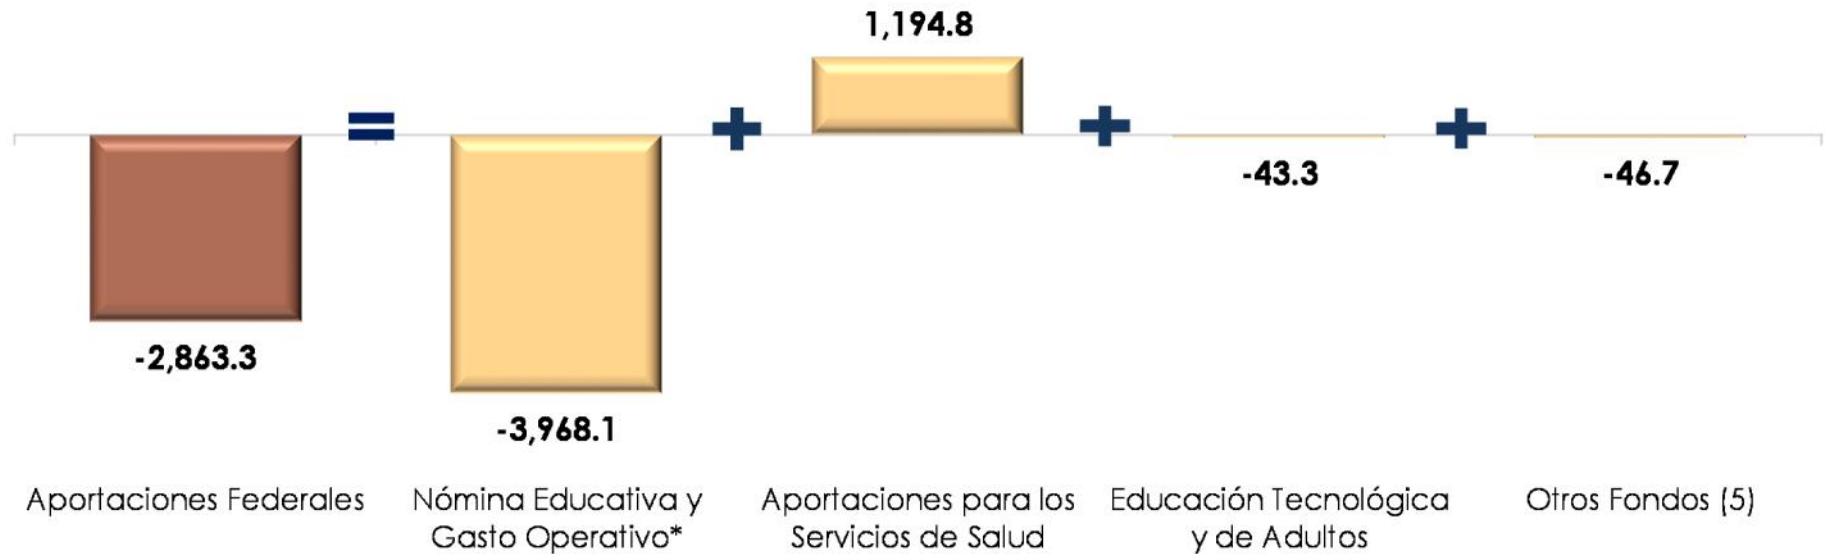 1,194.8
-43.3
-46.7
-2,863.3
-3,968.1
Aportaciones Federales
Nómina Educativa y
Gasto Operativo*
Aportaciones para los
Servicios de Salud
Educación Tecnológica
y de Adultos
Otros Fondos (5)